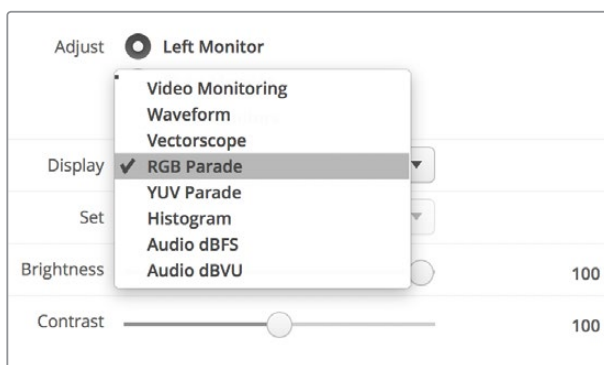 Adjust Left Monitor
Video Monitoring
Waveform
Vectorscope
Display ✓ RGB Parade
YUV Parade
Set Histogram
Audio dBFS
Brightness Audio dBVU 100
Contrast 100